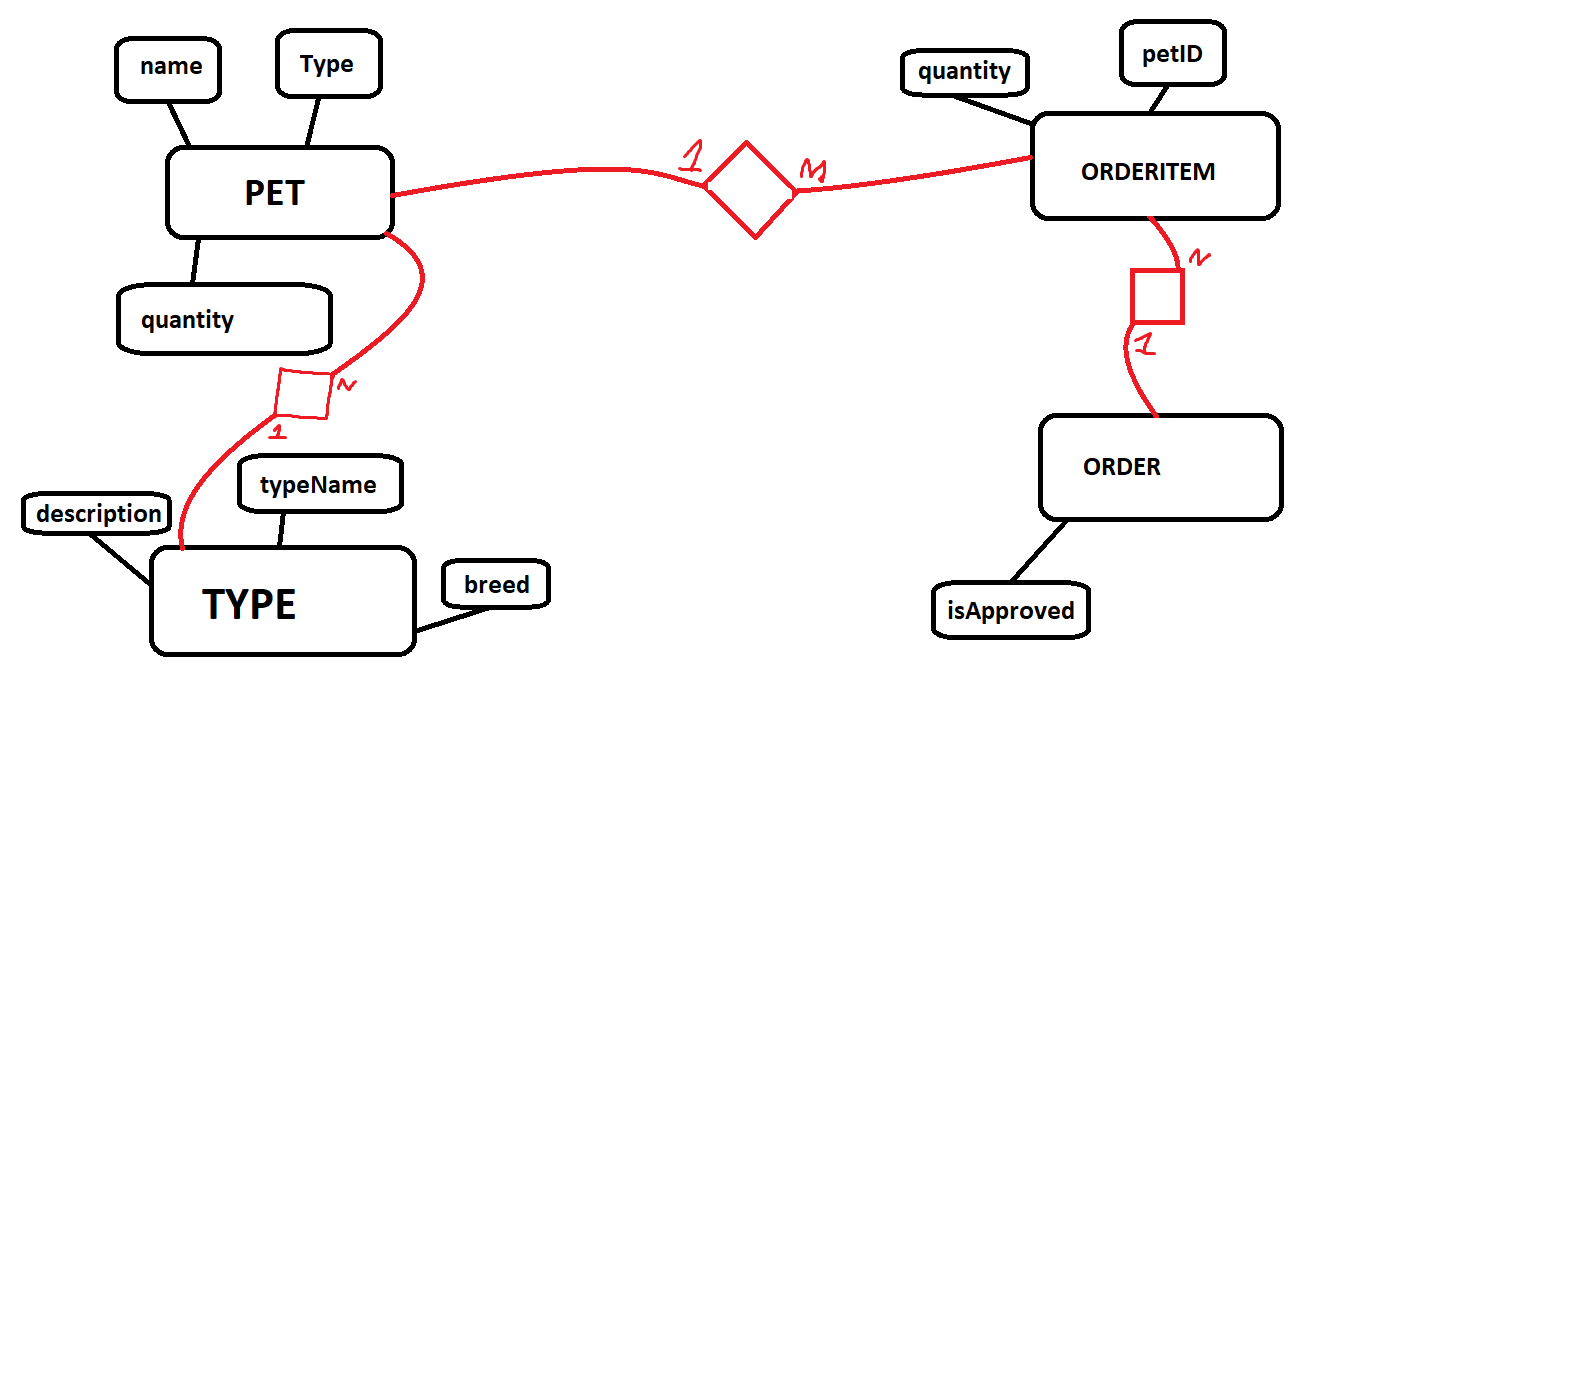 name
Type
quantity
petID
PET
1
M
ORDERITEM
quantity
N
1
N
1
ORDER
typeName
description
TYPE
breed
isApproved